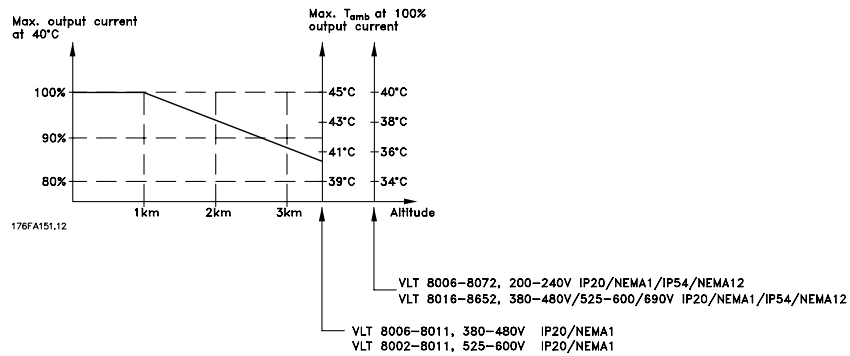 Max. output current
at 40°C
Max. Tamb at 100%
output current
100%
90%
80%
45°C
43°C
41°C
39°C
40°C
38°C
36°C
34°C
1km
2km
3km
Altitude
176FA151.12
VLT 8006-8072, 200-240V IP20/NEMA1/IP54/NEMA12
VLT 8016-8652, 380-480V/525-600/690V IP20/NEMA1/IP54/NEMA12
VLT 8006-8011, 380-480V IP20/NEMA1
VLT 8002-8011, 525-600V IP20/NEMA1